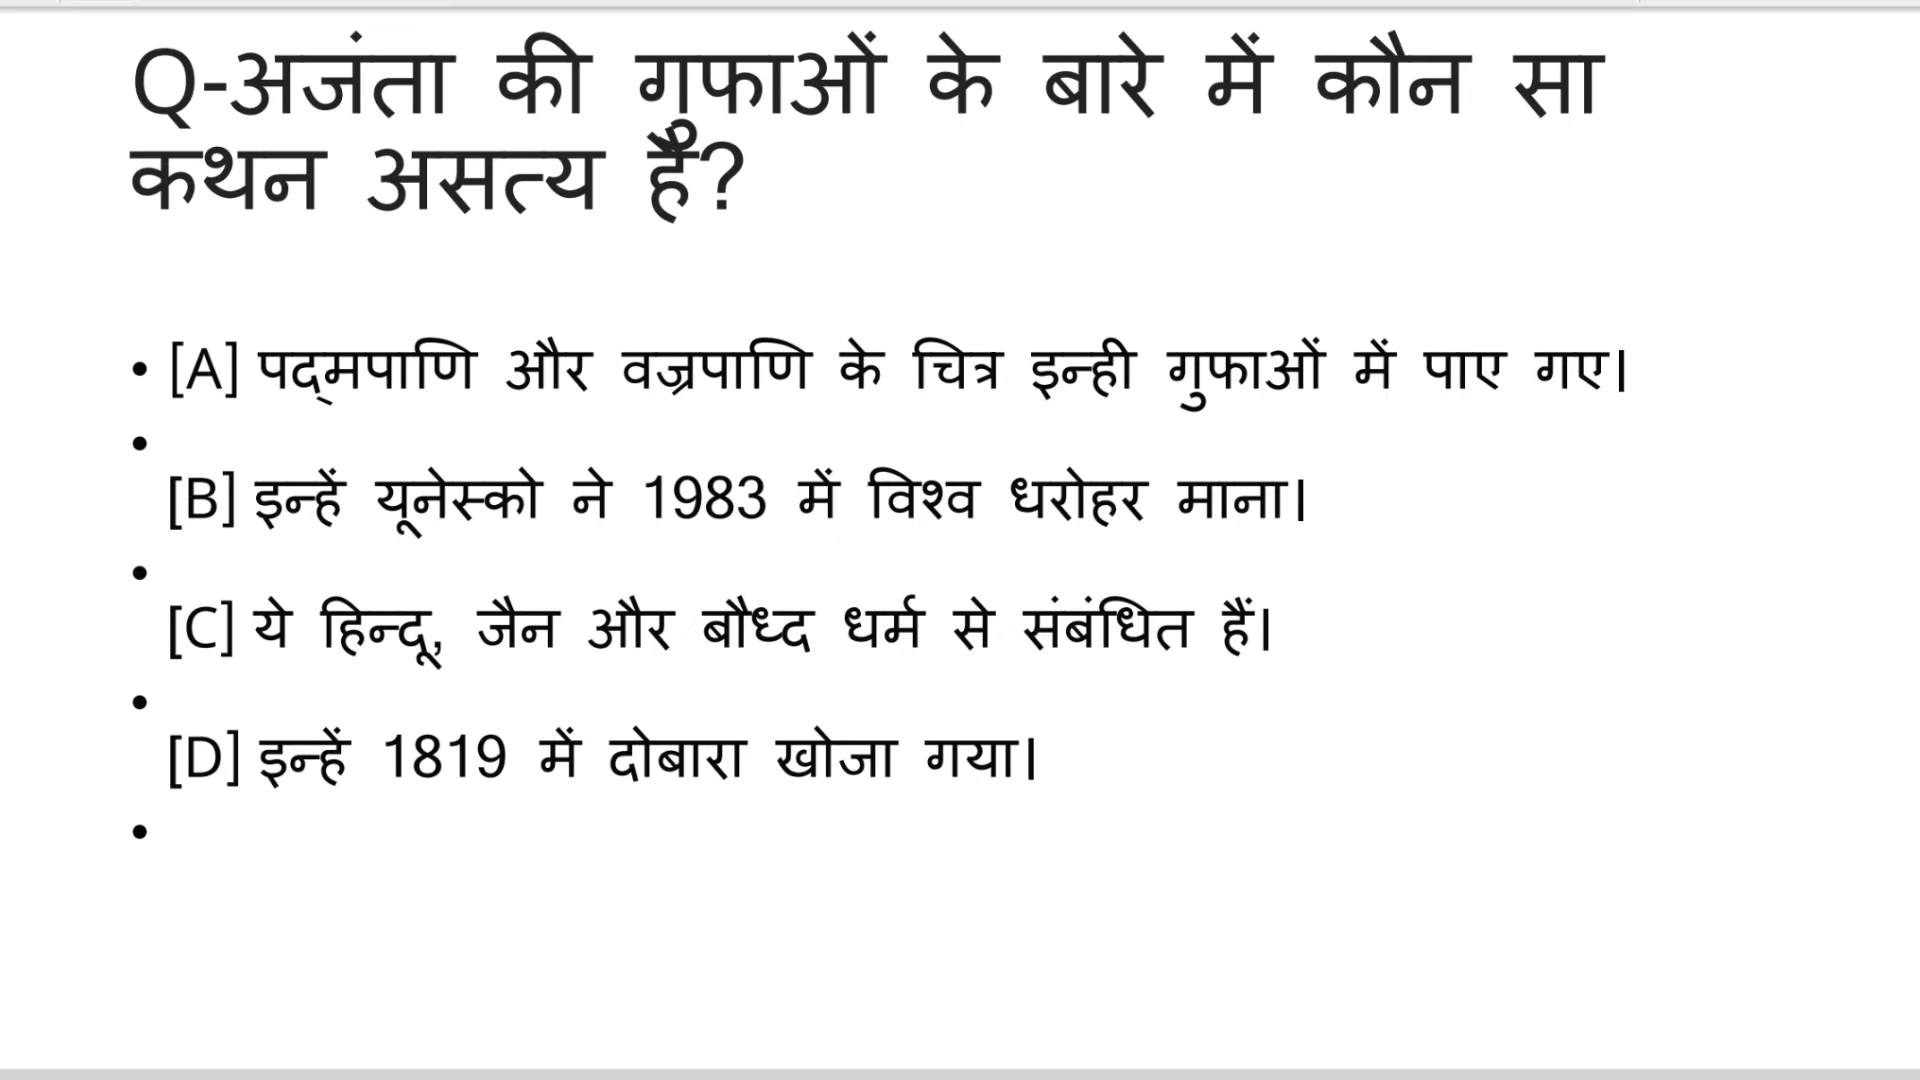 Q-अजंता की गुफाओं के बारे में कौन सा
कथन असत्य हैँ?
• [A] पद्मपाणि और वज्रपाणि के चित्र इन्ही गुफाओं में पाए गए।
•
[B] इन्हें यूनेस्को ने 1983 में विश्व धरोहर माना।
•
[C] ये हिन्दू, जैन और बौध्द धर्म से संबंधित हैं।
•
[D] इन्हें 1819 में दोबारा खोजा गया।
•